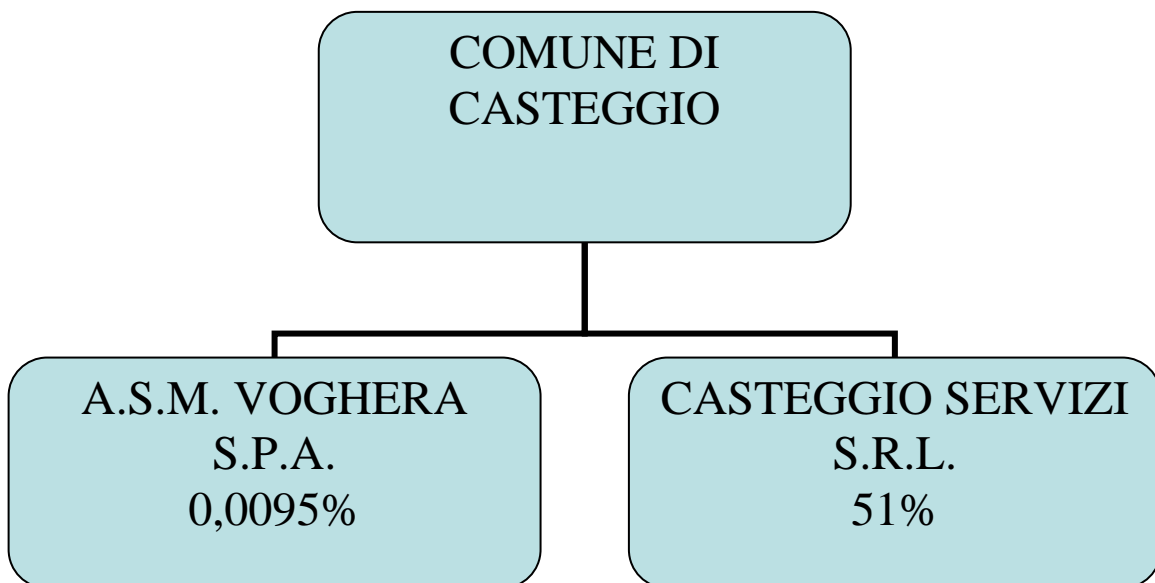 COMUNE DI
CASTEGGIO
A.S.M. VOGHERA
S.P.A.
0,0095%
CASTEGGIO SERVIZI
S.R.L.
51%